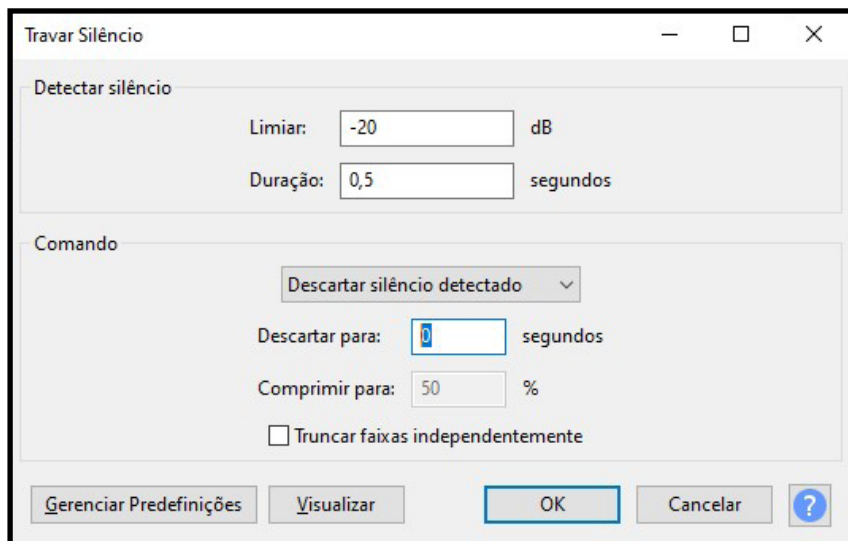 Travar Silêncio
Detectar silêncio
Limiar: -20 dB
Duração: 0,5 segundos
Comando
Descartar silêncio detectado
Descartar para: 0 segundos
Comprimir para: 50 %
Truncar faixas independentemente
Gerenciar Predefinições Visualizar OK Cancelar ?